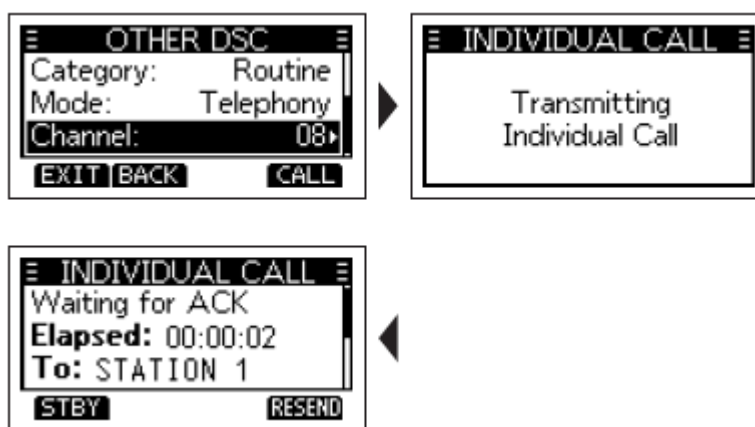 OTHER DSC
Category: Routine
Mode: Telephony
Channel: 08
EXIT BACK CALL
INDIVIDUAL CALL
Transmitting
Individual Call
INDIVIDUAL CALL
Waiting for ACK
Elapsed: 00:00:02
To: STATION 1
STBY RESEND